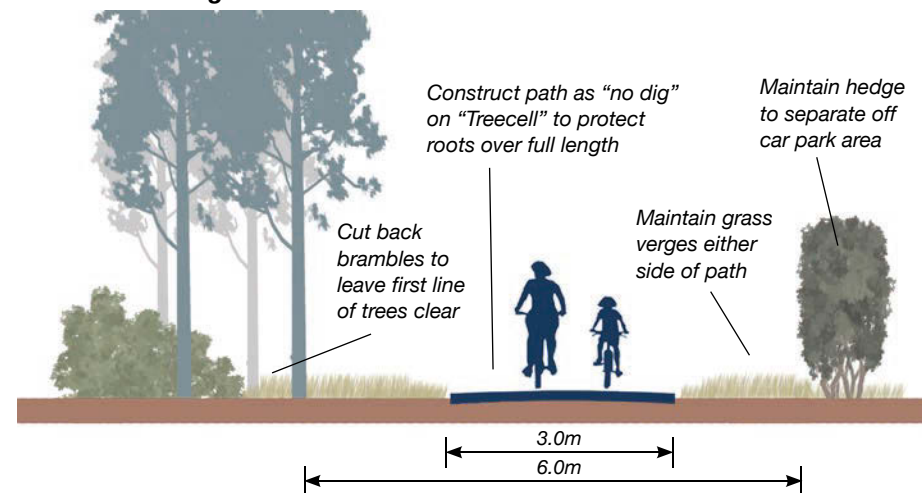 Construct path as “no dig”
on “Treecell” to protect
roots over full length
Maintain hedge
to separate off
car park area
Cut back
brambles to
leave first line
of trees clear
Maintain grass
verges either
side of path
3.0m
6.0m